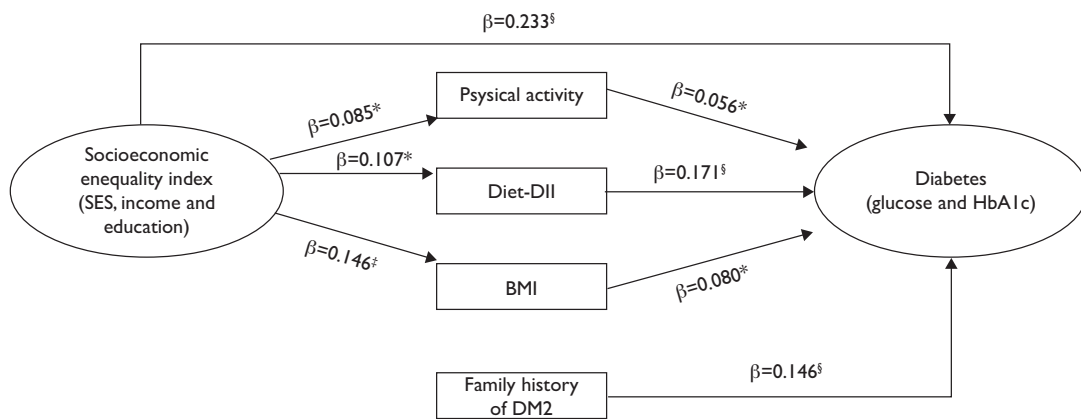 β=0.233§
Psysical activity
β=0.056*
β=0.085*
Socioeconomic
enequality index
(SES, income and
education)
β=0.107*
Diet-DII
β=0.171§
Diabetes
(glucose and HbA1c)
β=0.146‡
BMI
β=0.080*
Family history
of DM2
β=0.146§